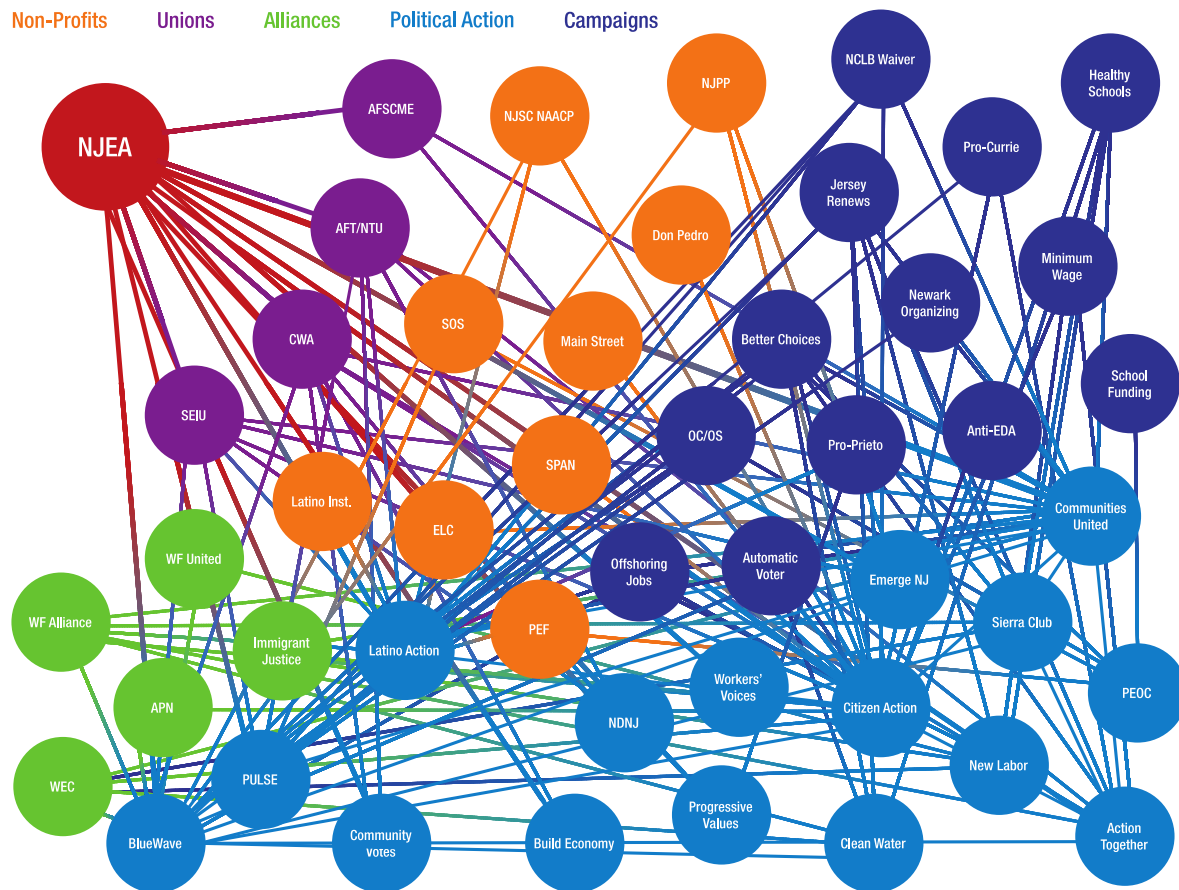 Non-Profits
Unions
Alliances
Political Action
Campaigns
NJEA
AFSCME
NJSC NAACP
NJPP
NCLB Waiver
Healthy
Schools
Pro-Currie
Jersey
Renews
AFT/NTU
Don Pedro
Minimum
Wage
Newark
Organizing
SOS
Main Street
Better Choices
CWA
School
Funding
SEIU
OC/OS
Pro-Prieto
Anti-EDA
SPAN
Latino Inst.
ELC
Communities
United
WF United
Offshoring
Jobs
Automatic
Voter
Emerge NJ
WF Alliance
Immigrant
Justice
Latino Action
PEF
Sierra Club
Workers'
Voices
PEOC
APN
NDNJ
Citizen Action
WEC
PULSE
New Labor
BlueWave
Community
votes
Build Economy
Progressive
Values
Clean Water
Action
Together